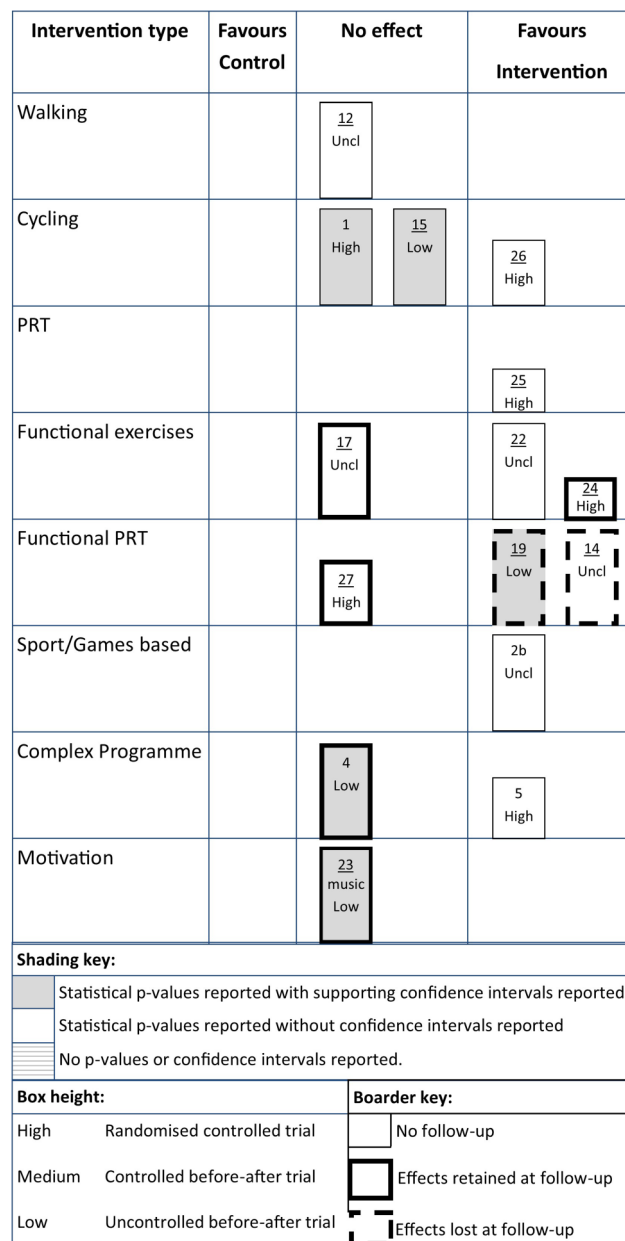 Intervention type Favours Control No effect Favours Intervention
Walking
12
Uncl
Cycling
1
High
15
Low
26
High
PRT
25
High
Functional exercises
17
Uncl
22
Uncl
24
High
Functional PRT
27
High
19
Low
14
Uncl
Sport/Games based
2b
Uncl
Complex Programme
4
Low
5
High
Motivation
23
music
Low
Shading key:
Statistical p-values reported with supporting confidence intervals reported
Statistical p-values reported without confidence intervals reported
No p-values or confidence intervals reported.
Box height:
High Randomised controlled trial
Medium Controlled before-after trial
Low Uncontrolled before-after trial
Boarder key:
No follow-up
Effects retained at follow-up
Effects lost at follow-up